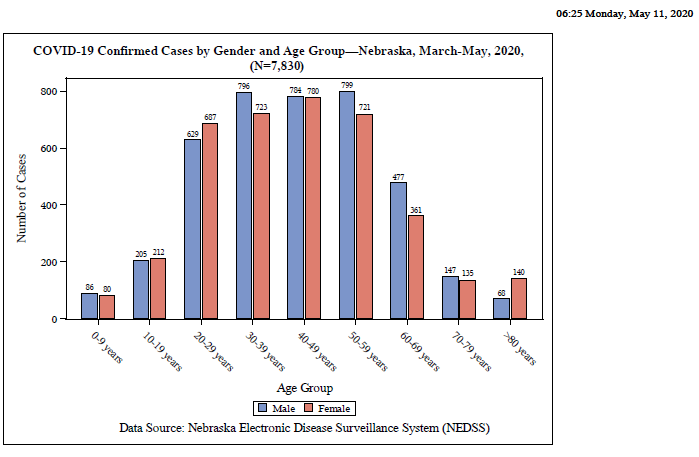 06:25 Monday, May 11, 2020
COVID-19 Confirmed Cases by Gender and Age Group—Nebraska, March-May, 2020,
(N=7,830)
Number of Cases
800
600
400
200
0
86 80
205 212
629 687
796 723
784 780
799 721
477 361
147 135
68 140
0-9 years
10-19 years
20-29 years
30-39 years
40-49 years
50-59 years
60-69 years
70-79 years
>80 years
Age Group
Male Female
Data Source: Nebraska Electronic Disease Surveillance System (NEDSS)